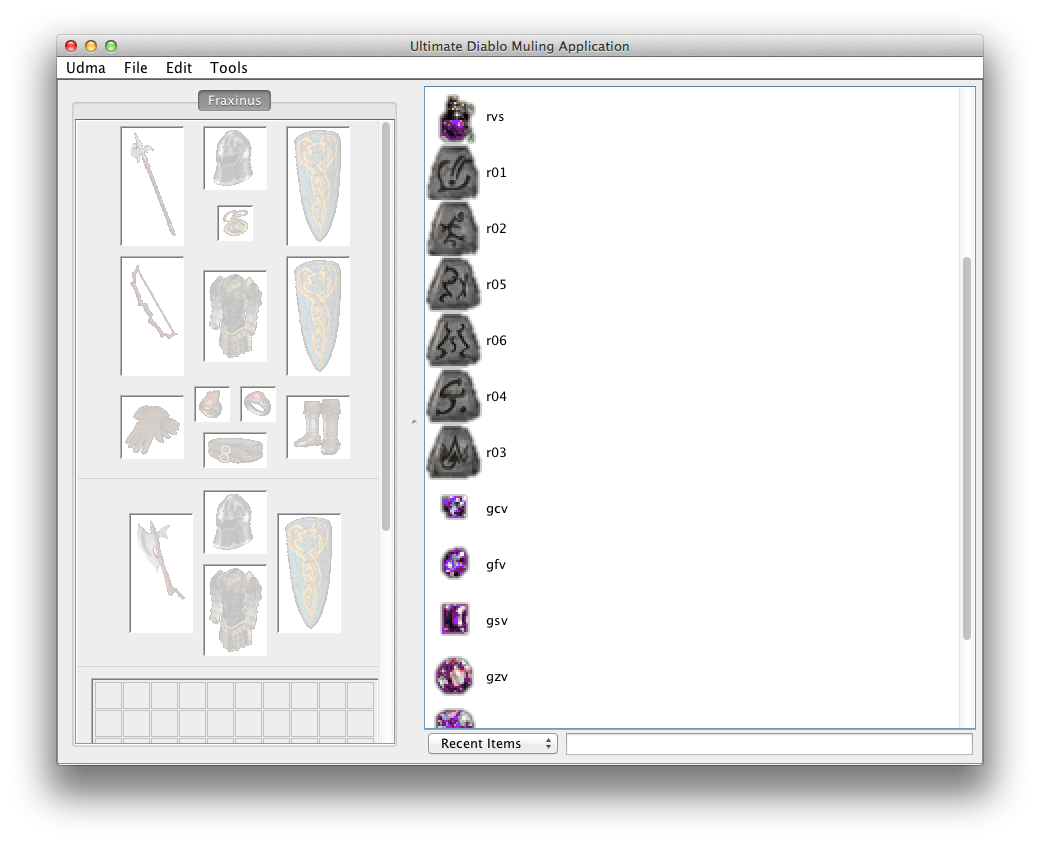 Ultimate Diablo Muling Application
Udma File Edit Tools
Fraxinus
rvs
r01
r02
r05
r06
r04
r03
gcv
gfv
gsv
gzv
Recent Items